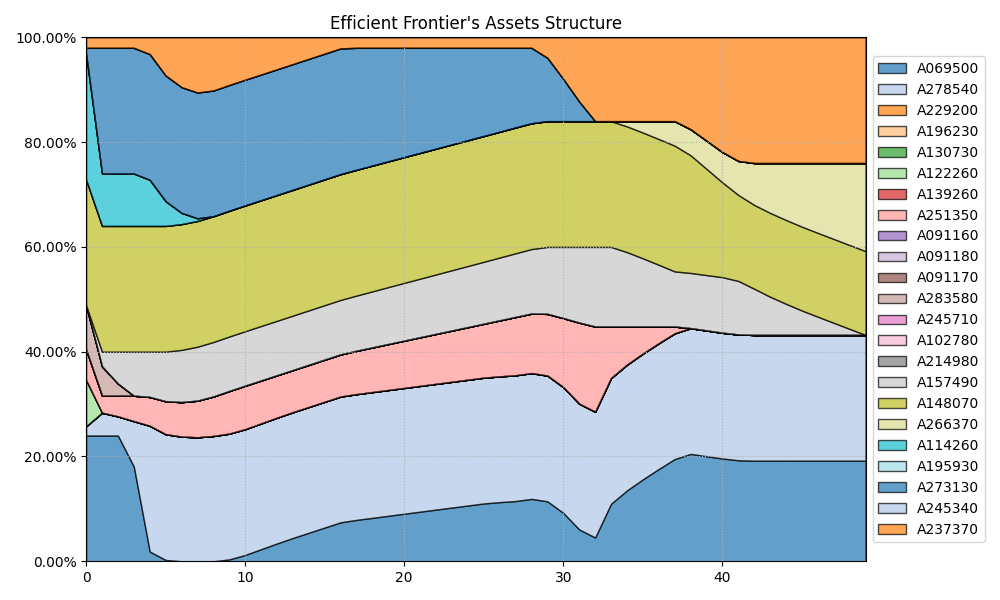 Efficient Frontier's Assets Structure
100.00%
80.00%
60.00%
40.00%
20.00%
0.00%
0
10
20
30
40
A069500
A278540
A229200
A196230
A130730
A122260
A139260
A251350
A091160
A091180
A091170
A283580
A245710
A102780
A214980
A157490
A148070
A266370
A114260
A195930
A273130
A245340
A237370